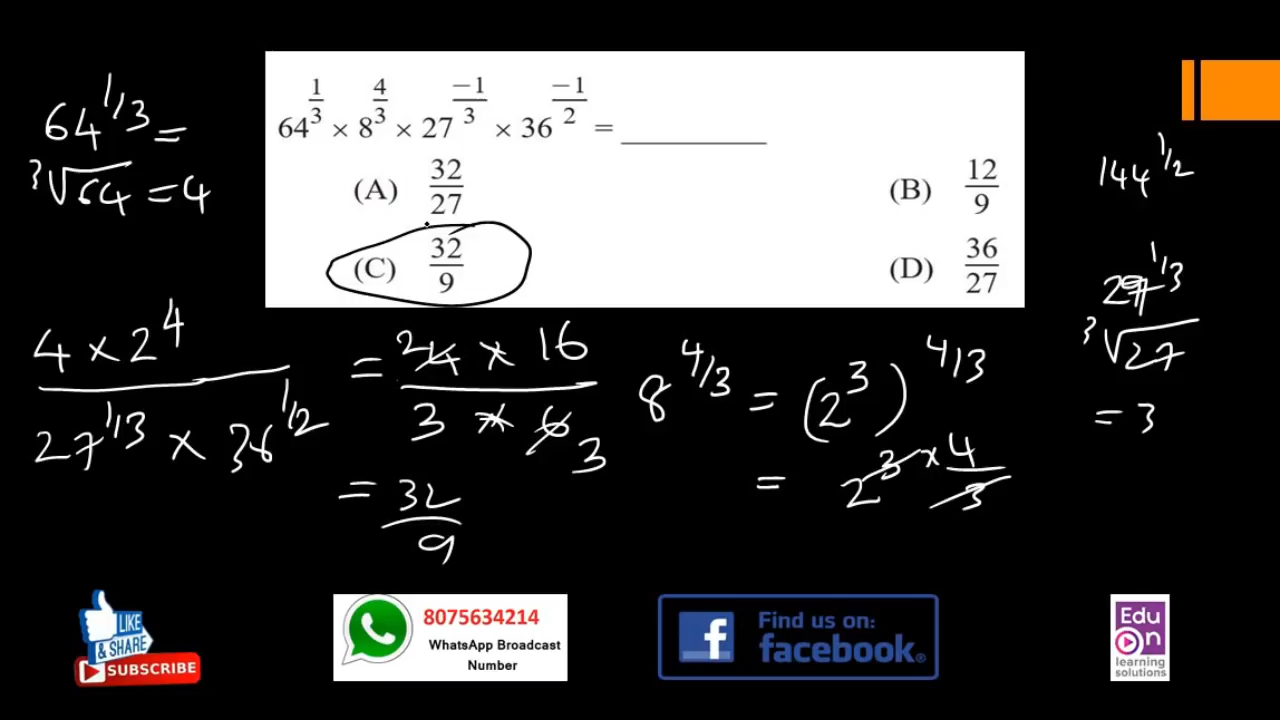 64^1/3 =
³√64 = 4
64^(1/3) × 8^(4/3) × 27^(-1/3) × 36^(-1/2) = ________
(A) 32/27
(B) 12/9
(C) 32/9
(D) 36/27
144^1/2
27^1/3
³√27
= 3
4 × 2^4
27^1/3 × 36^1/2
= 24 × 16
3 × 6 3
= 32/9
8^4/3 = (2^3)^4/3
= 2^3×4/3
LIKE
& SHARE
SUBSCRIBE
8075634214
WhatsApp Broadcast
Number
f Find us on:
facebook
Edu
On
learning
solutions